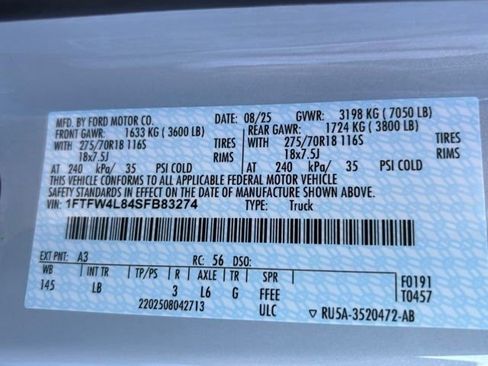 MFD. BY FORD MOTOR CO. DATE: 08/25 GVWR: 3198 KG (7050 LB)
FRONT GAWR: 1633 KG (3600 LB) REAR GAWR: 1724 KG (3800 LB)
WITH 275/70R18 116S TIRES WITH 275/70R18 116S TIRES
18x7.5J RIMS 18x7.5J RIMS
AT 240 kPa/ 35 PSI COLD AT 240 kPa/ 35 PSI COLD
THIS VEHICLE CONFORMS TO ALL APPLICABLE FEDERAL MOTOR VEHICLE
SAFETY STANDARDS IN EFFECT ON THE DATE OF MANUFACTURE SHOWN ABOVE.
VIN: 1FTFW4L84SFB83274 TYPE: Truck
EXT PNT: A3 RC: 56 DSO:
WB INT TR TP/PS R AXLE TR SPR F0191
145 LB 3 L6 G FFEE T0457
2202508042713 ULC RU5A-3520472-AB